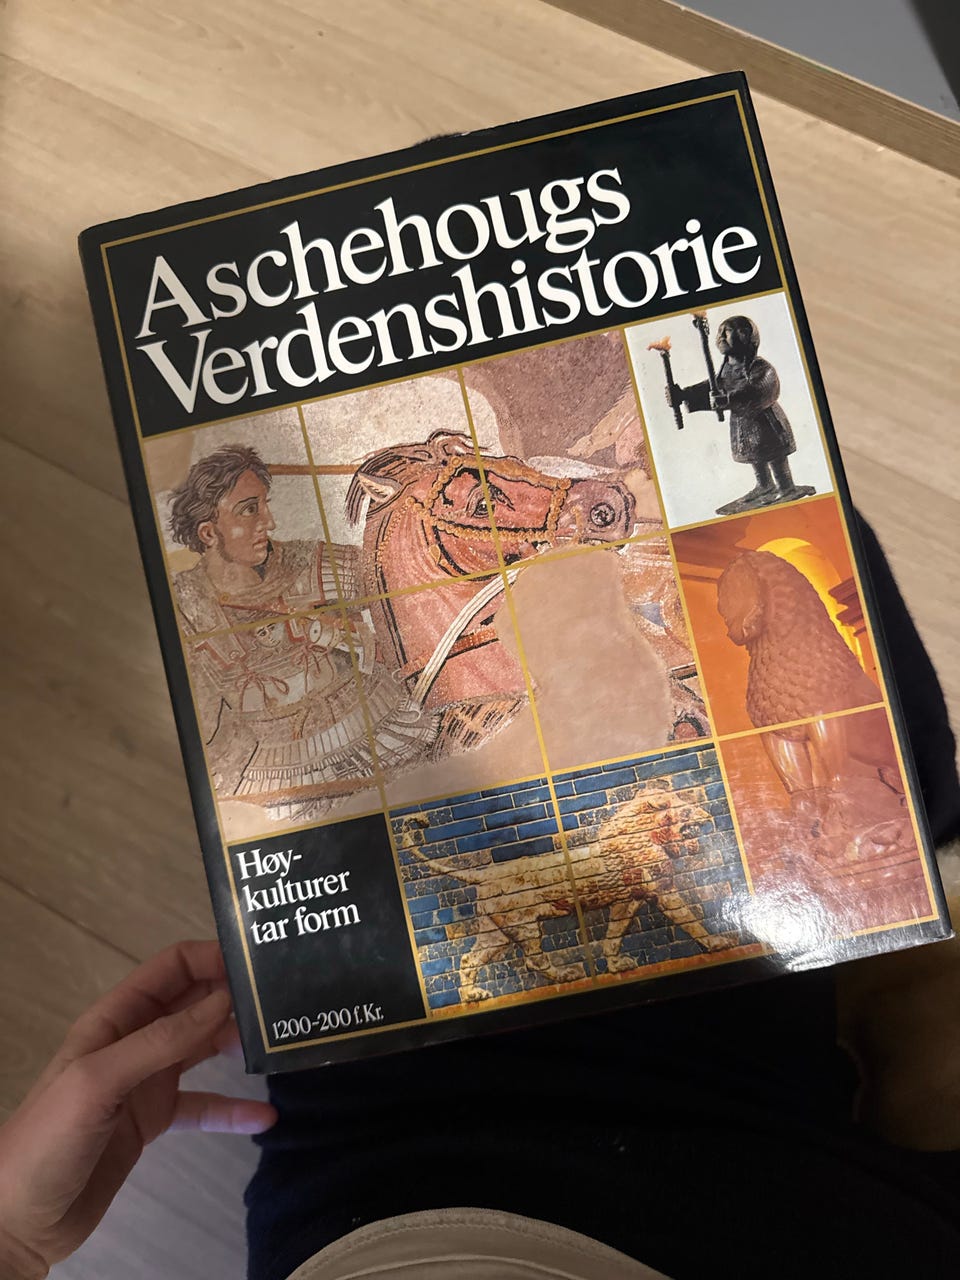 Aschehougs
Verdenshistorie
Høy-
kulturer
tar form
1200-200 f.Kr.